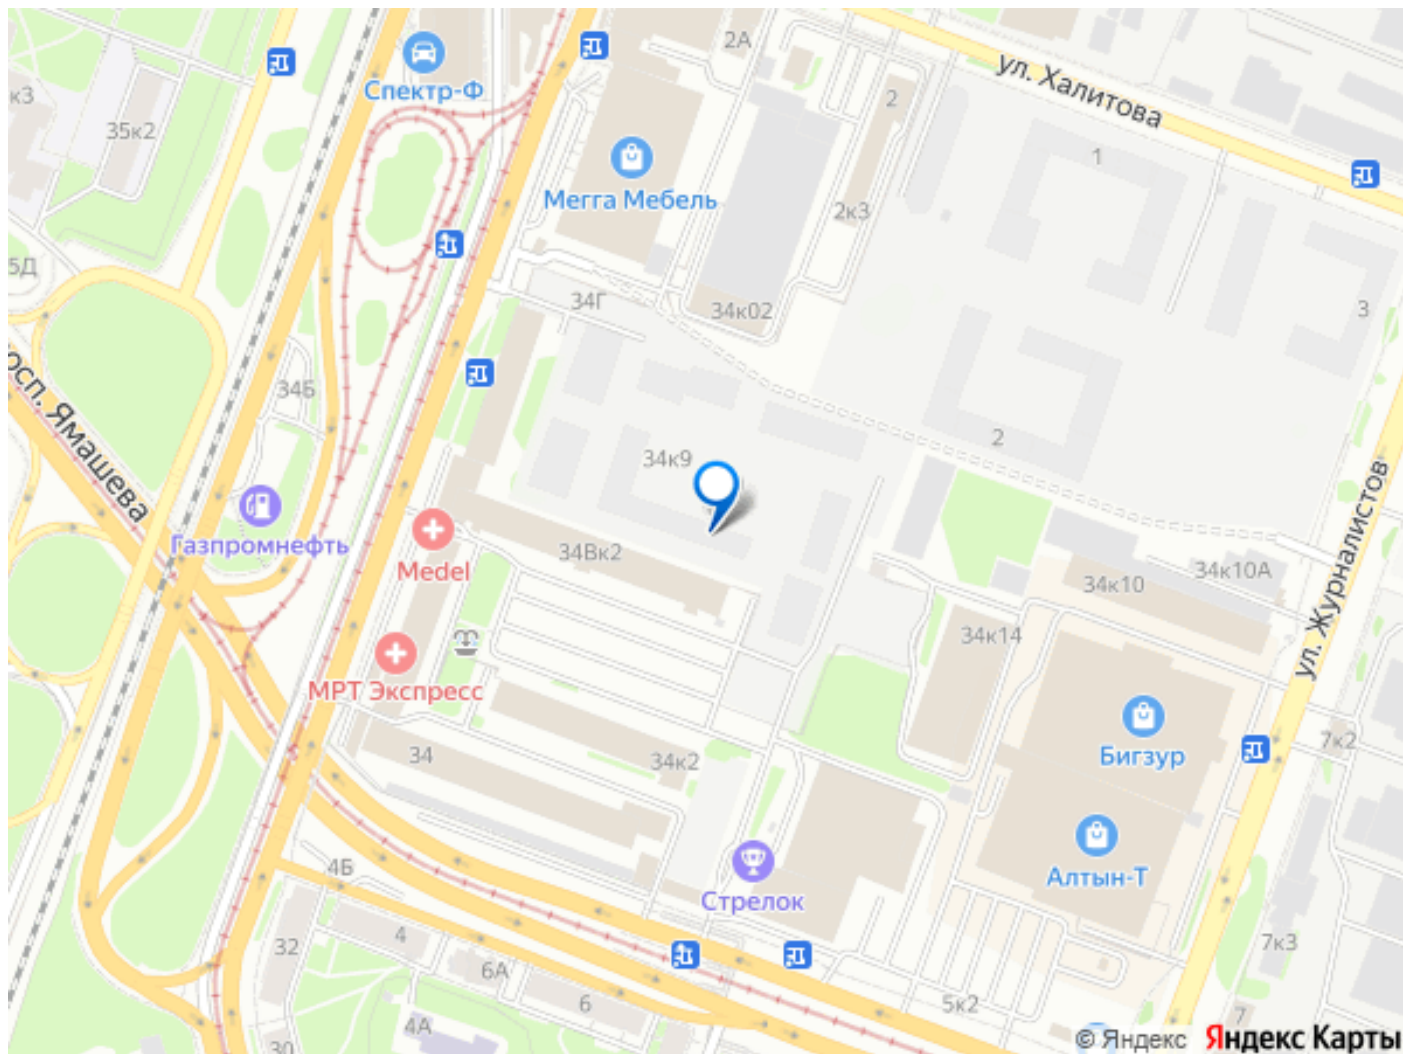 2А
ул. Халитова
Спектр-Ф
к3
35к2
2
1
Мегга Мебель
2к3
5Д
34Г
34к02
3
34Б
осп. Ямашева
2
34к9
Газпромнефть
Medel
34Вк2
34к10
34к10А
ул. Журналистов
34к14
МРТ Экспресс
34
34к2
Бигзур
7к2
4Б
Стрелок
Алтын-Т
32
4
6А
6
4А
30
7к3
5к2
7
© Яндекс Яндекс Карты